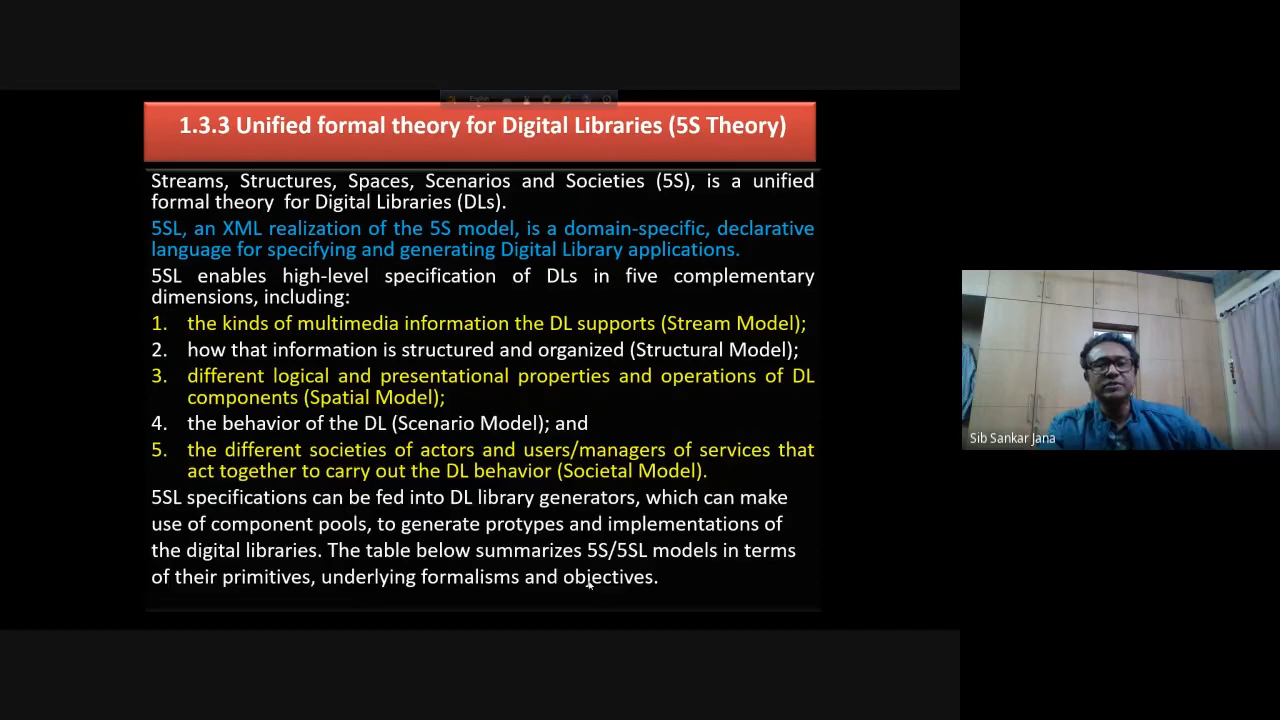 English
1.3.3 Unified formal theory for Digital Libraries (5S Theory)
Streams, Structures, Spaces, Scenarios and Societies (5S), is a unified
formal theory for Digital Libraries (DLs).
5SL, an XML realization of the 5S model, is a domain-specific, declarative
language for specifying and generating Digital Library applications.
5SL enables high-level specification of DLs in five complementary
dimensions, including:
1. the kinds of multimedia information the DL supports (Stream Model);
2. how that information is structured and organized (Structural Model);
3. different logical and presentational properties and operations of DL
components (Spatial Model);
4. the behavior of the DL (Scenario Model); and
5. the different societies of actors and users/managers of services that
act together to carry out the DL behavior (Societal Model).
5SL specifications can be fed into DL library generators, which can make
use of component pools, to generate protypes and implementations of
the digital libraries. The table below summarizes 5S/5SL models in terms
of their primitives, underlying formalisms and objectives.
Sib Sankar Jana